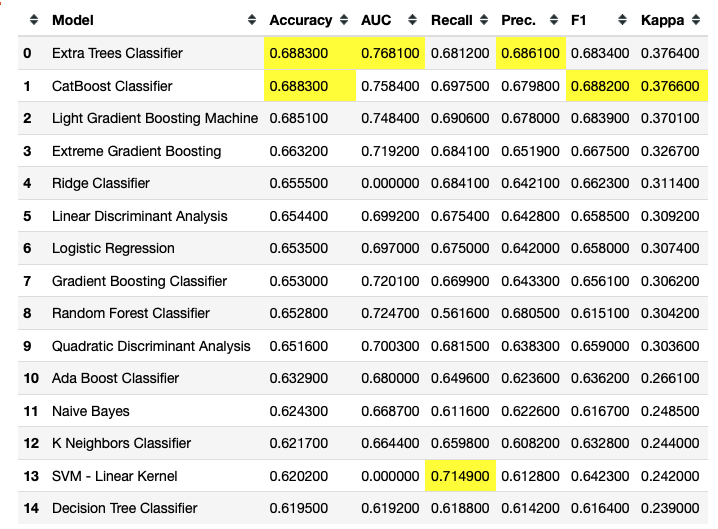 Model Accuracy AUC Recall Prec. F1 Kappa
0 Extra Trees Classifier 0.688300 0.768100 0.681200 0.686100 0.683400 0.376400
1 CatBoost Classifier 0.688300 0.758400 0.697500 0.679800 0.688200 0.376600
2 Light Gradient Boosting Machine 0.685100 0.748400 0.690600 0.678000 0.683900 0.370100
3 Extreme Gradient Boosting 0.663200 0.719200 0.684100 0.651900 0.667500 0.326700
4 Ridge Classifier 0.655500 0.000000 0.684100 0.642100 0.662300 0.311400
5 Linear Discriminant Analysis 0.654400 0.699200 0.675400 0.642800 0.658500 0.309200
6 Logistic Regression 0.653500 0.697000 0.675000 0.642000 0.658000 0.307400
7 Gradient Boosting Classifier 0.653000 0.720100 0.669900 0.643300 0.656100 0.306200
8 Random Forest Classifier 0.652800 0.724700 0.561600 0.680500 0.615100 0.304200
9 Quadratic Discriminant Analysis 0.651600 0.700300 0.681500 0.638300 0.659000 0.303600
10 Ada Boost Classifier 0.632900 0.680000 0.649600 0.623600 0.636200 0.266100
11 Naive Bayes 0.624300 0.668700 0.611600 0.622600 0.616700 0.248500
12 K Neighbors Classifier 0.621700 0.664400 0.659800 0.608200 0.632800 0.244000
13 SVM - Linear Kernel 0.620200 0.000000 0.714900 0.612800 0.642300 0.242000
14 Decision Tree Classifier 0.619500 0.619200 0.618800 0.614200 0.616400 0.239000